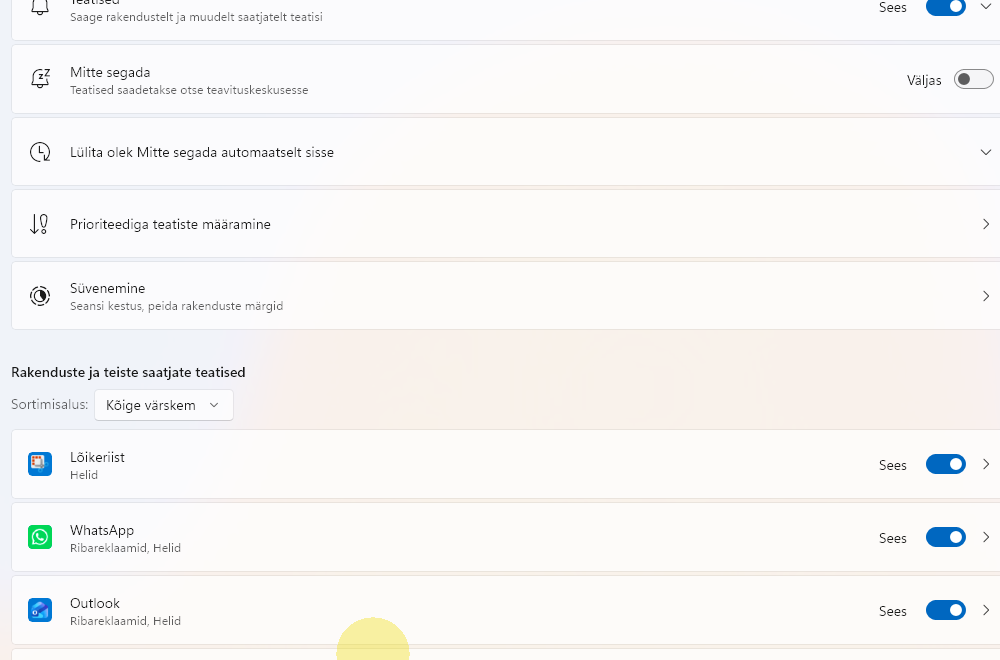 Teatised
Saage rakendustelt ja muudelt saatjatelt teatisi
Sees
Mitte segada
Teatised saadetakse otse teavituskeskusesse
Väljas
Lülita olek Mitte segada automaatselt sisse
Prioriteediga teatiste määramine
Süvenemine
Seansi kestus, peida rakenduste märgid
Rakenduste ja teiste saatjate teatised
Sortimisalus: Kõige värskem
Lõikeriist
Helid
Sees
WhatsApp
Ribareklaamid, Helid
Sees
Outlook
Ribareklaamid, Helid
Sees